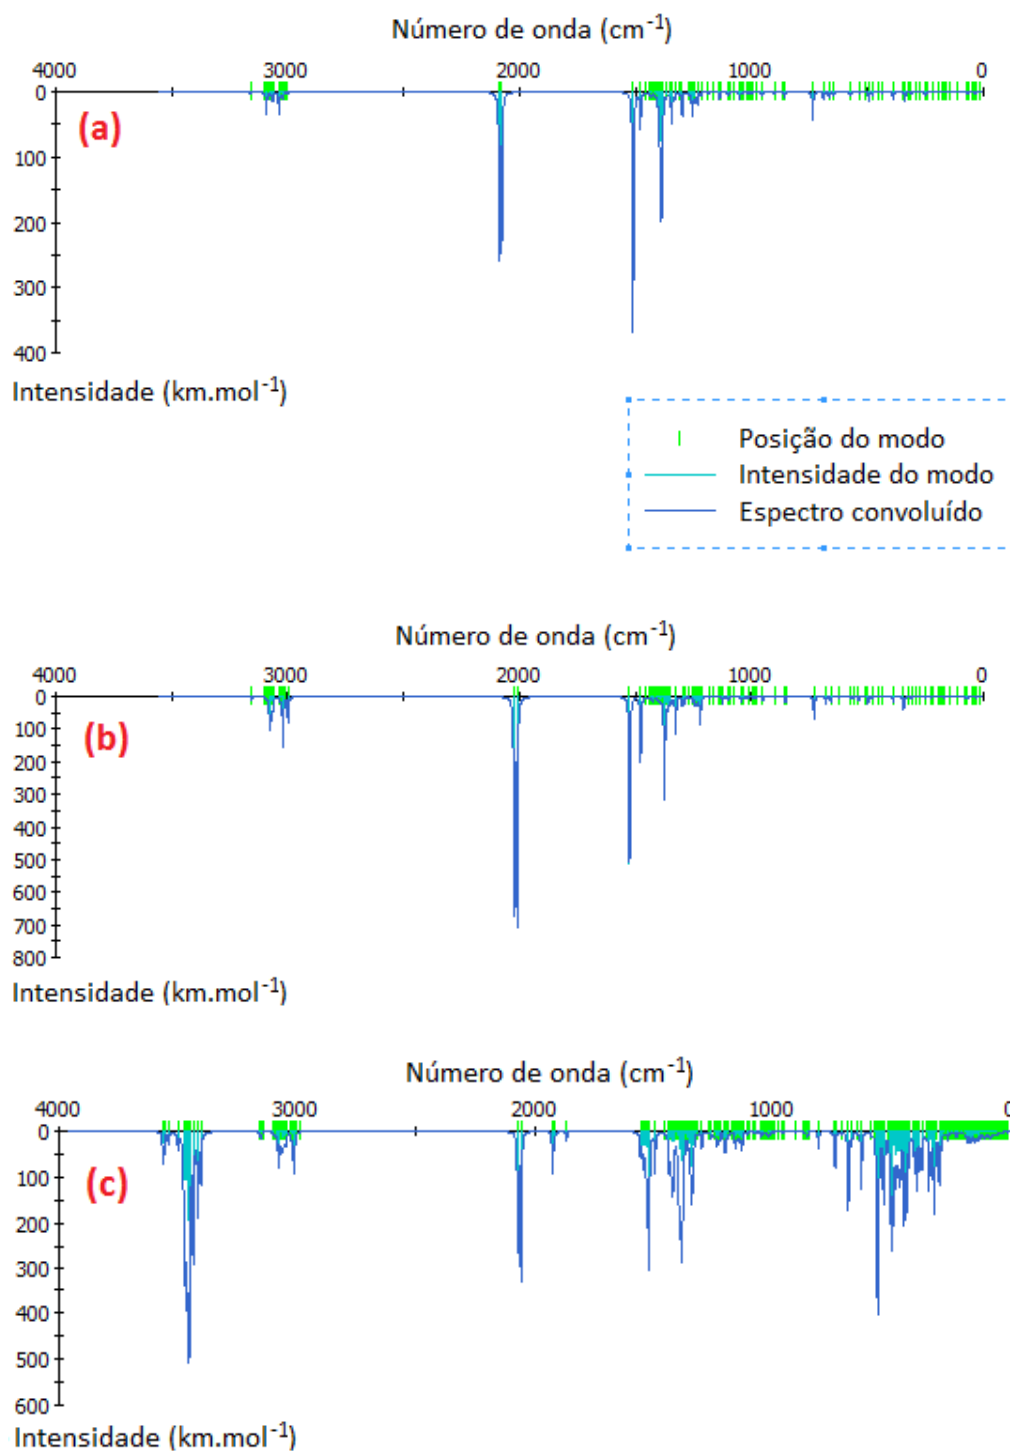 Número de onda (cm⁻¹)
4000 3000 2000 1000 0
0
(a)
100
200
300
400
Intensidade (km.mol⁻¹)
Posição do modo
Intensidade do modo
Espectro convoluído
Número de onda (cm⁻¹)
4000 3000 2000 1000 0
0
(b)
100
200
300
400
500
600
700
800
Intensidade (km.mol⁻¹)
Número de onda (cm⁻¹)
4000 3000 2000 1000 0
0
100
(c)
200
300
400
500
600
Intensidade (km.mol⁻¹)